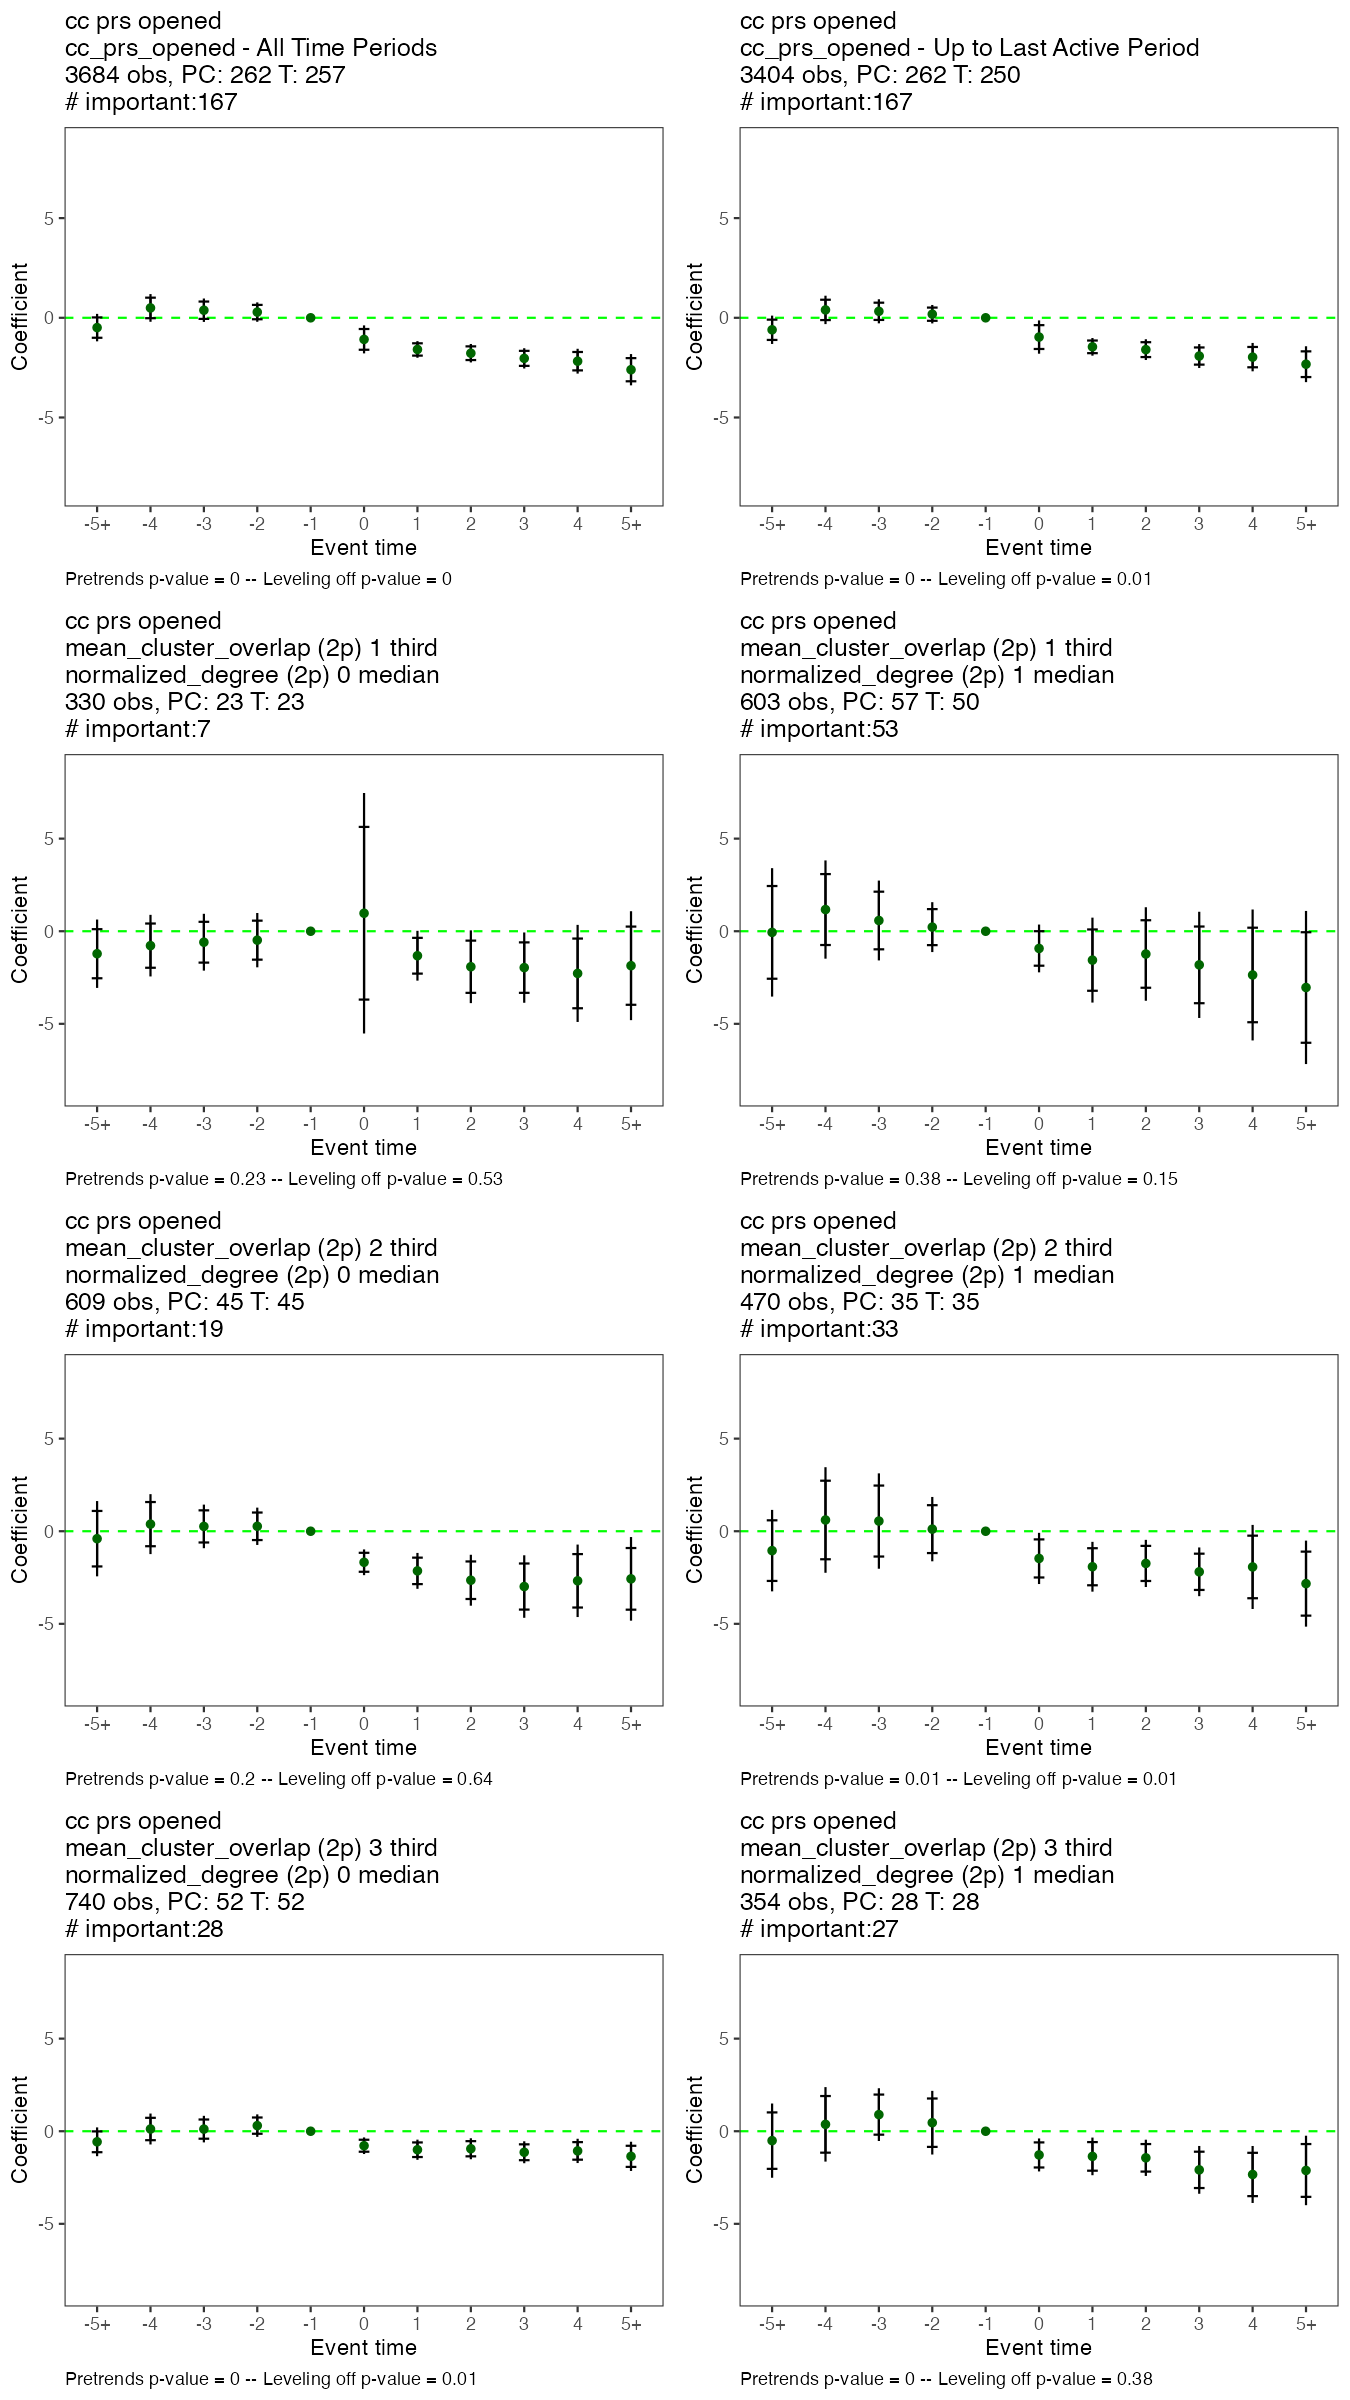 cc prs opened
cc_prs_opened - All Time Periods
3684 obs, PC: 262 T: 257
# important:167
5
0
-5
Coefficient
-5+ -4 -3 -2 -1 0 1 2 3 4 5+
Event time
Pretrends p-value = 0 -- Leveling off p-value = 0
cc prs opened
cc_prs_opened - Up to Last Active Period
3404 obs, PC: 262 T: 250
# important:167
5
0
-5
Coefficient
-5+ -4 -3 -2 -1 0 1 2 3 4 5+
Event time
Pretrends p-value = 0 -- Leveling off p-value = 0.01
cc prs opened
mean_cluster_overlap (2p) 1 third
normalized_degree (2p) 0 median
330 obs, PC: 23 T: 23
# important:7
5
0
-5
Coefficient
-5+ -4 -3 -2 -1 0 1 2 3 4 5+
Event time
Pretrends p-value = 0.23 -- Leveling off p-value = 0.53
cc prs opened
mean_cluster_overlap (2p) 1 third
normalized_degree (2p) 1 median
603 obs, PC: 57 T: 50
# important:53
5
0
-5
Coefficient
-5+ -4 -3 -2 -1 0 1 2 3 4 5+
Event time
Pretrends p-value = 0.38 -- Leveling off p-value = 0.15
cc prs opened
mean_cluster_overlap (2p) 2 third
normalized_degree (2p) 0 median
609 obs, PC: 45 T: 45
# important:19
5
0
-5
Coefficient
-5+ -4 -3 -2 -1 0 1 2 3 4 5+
Event time
Pretrends p-value = 0.2 -- Leveling off p-value = 0.64
cc prs opened
mean_cluster_overlap (2p) 2 third
normalized_degree (2p) 1 median
470 obs, PC: 35 T: 35
# important:33
5
0
-5
Coefficient
-5+ -4 -3 -2 -1 0 1 2 3 4 5+
Event time
Pretrends p-value = 0.01 -- Leveling off p-value = 0.01
cc prs opened
mean_cluster_overlap (2p) 3 third
normalized_degree (2p) 0 median
740 obs, PC: 52 T: 52
# important:28
5
0
-5
Coefficient
-5+ -4 -3 -2 -1 0 1 2 3 4 5+
Event time
Pretrends p-value = 0 -- Leveling off p-value = 0.01
cc prs opened
mean_cluster_overlap (2p) 3 third
normalized_degree (2p) 1 median
354 obs, PC: 28 T: 28
# important:27
5
0
-5
Coefficient
-5+ -4 -3 -2 -1 0 1 2 3 4 5+
Event time
Pretrends p-value = 0 -- Leveling off p-value = 0.38